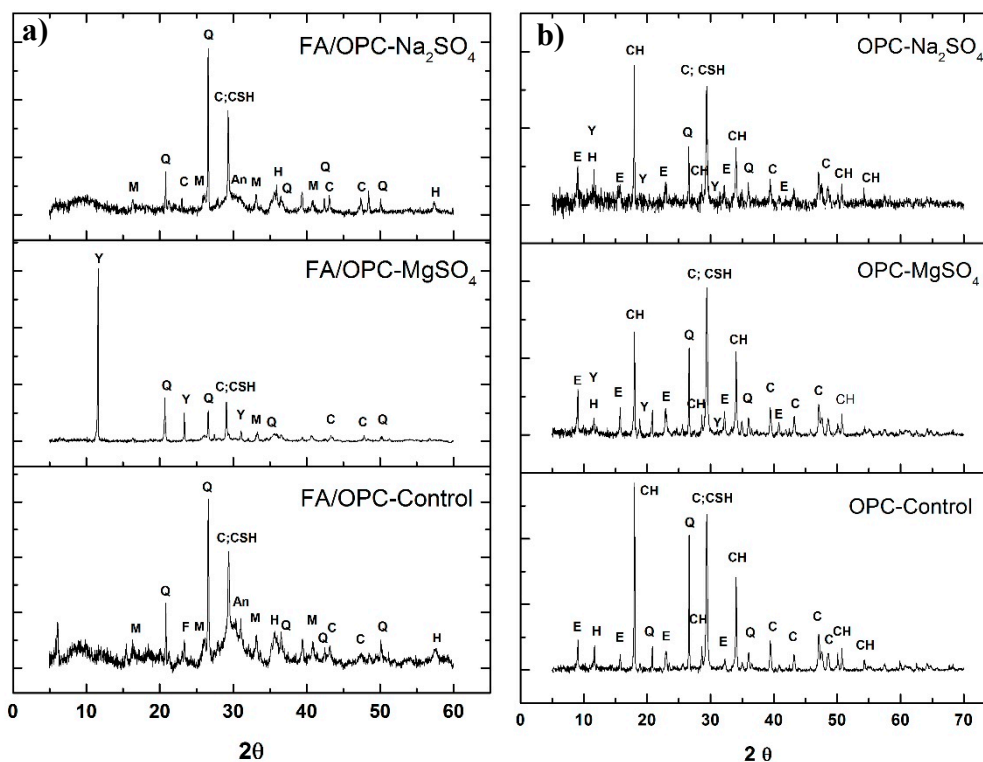 a)
FA/OPC-Na₂SO₄
Q
C;CSH
Q
M
C
M
An
M
H
Q
M
Q
C
C
Q
H
FA/OPC-MgSO₄
Y
Q
Y
Q
C;CSH
Y
M
Q
C
C
Q
FA/OPC-Control
Q
C;CSH
Q
An
M
F
M
M
H
Q
M
Q
C
C
Q
H
0 10 20 30 40 50 60
2θ
b)
OPC-Na₂SO₄
CH
C; CSH
Q
CH
E
Y
H
E
Y
E
CH
Y
E
Q
C
E
C
CH
CH
OPC-MgSO₄
C; CSH
CH
Q
CH
E
Y
H
E
Y
E
CH
Y
E
Q
C
E
C
C
CH
OPC-Control
CH
C;CSH
Q
CH
E
H
E
Q
E
CH
E
Q
C
C
C
C
CH
CH
0 10 20 30 40 50 60 70
2 θ